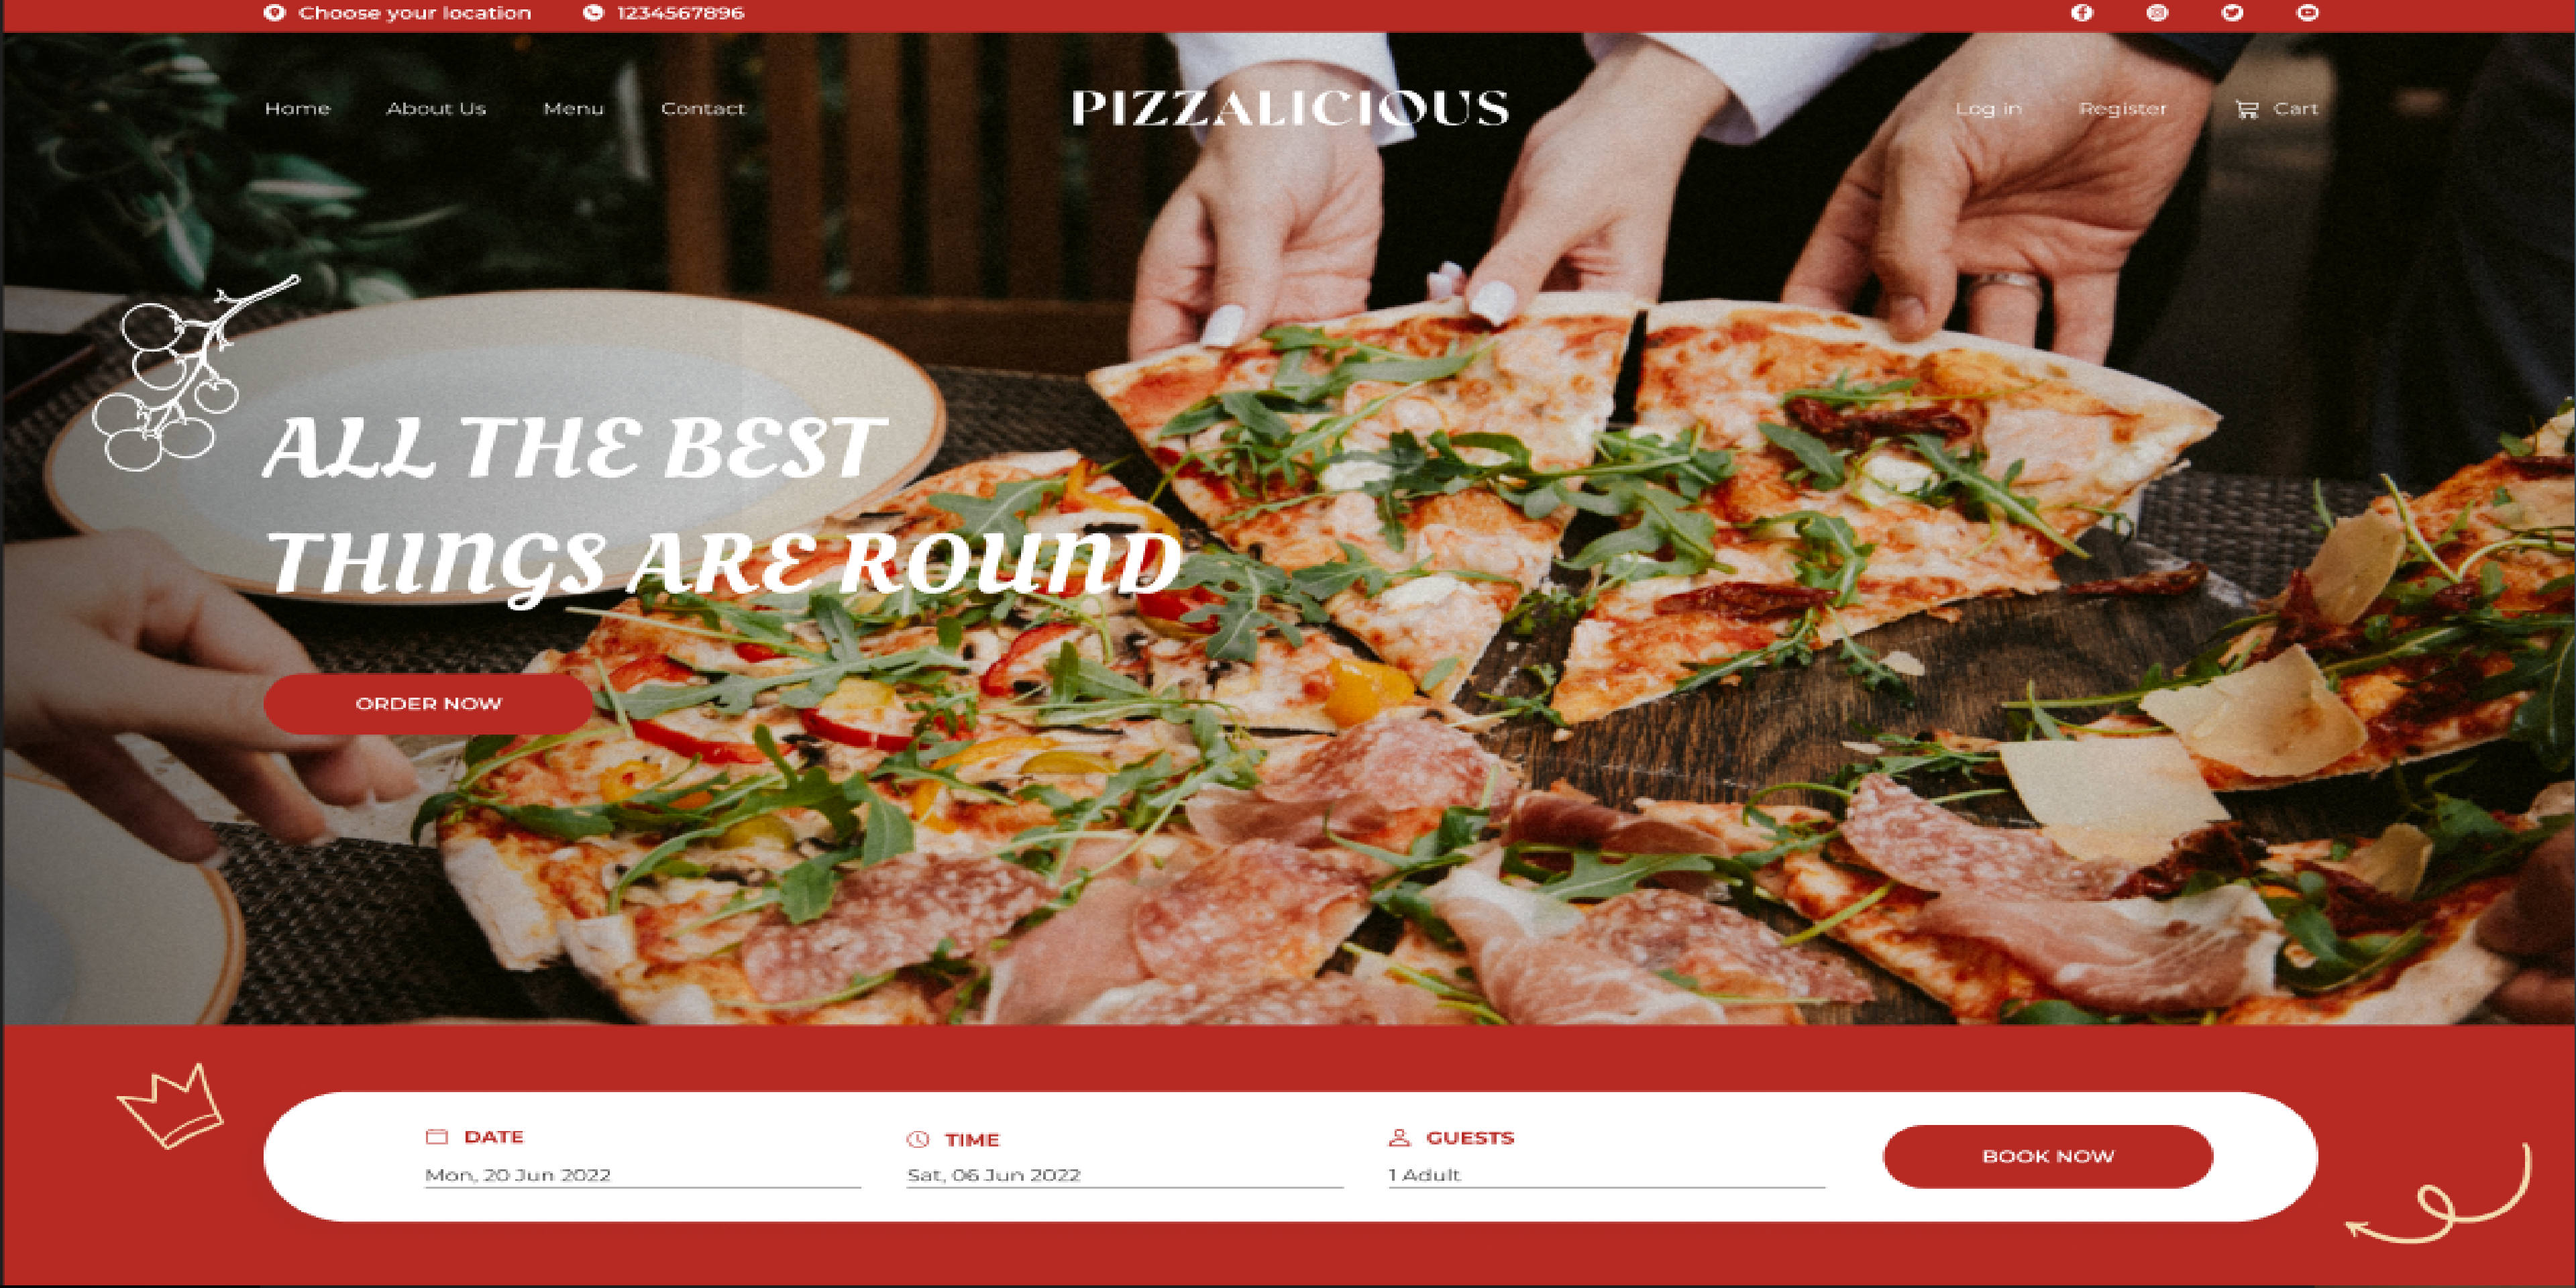 Choose your location 1234567896
Home About Us Menu Contact PIZZALICIOUS Log in Register Cart
ALL THE BEST
THINGS ARE ROUND
ORDER NOW
DATE TIME GUESTS
Mon, 20 Jun 2022 Sat, 06 Jun 2022 1 Adult
BOOK NOW